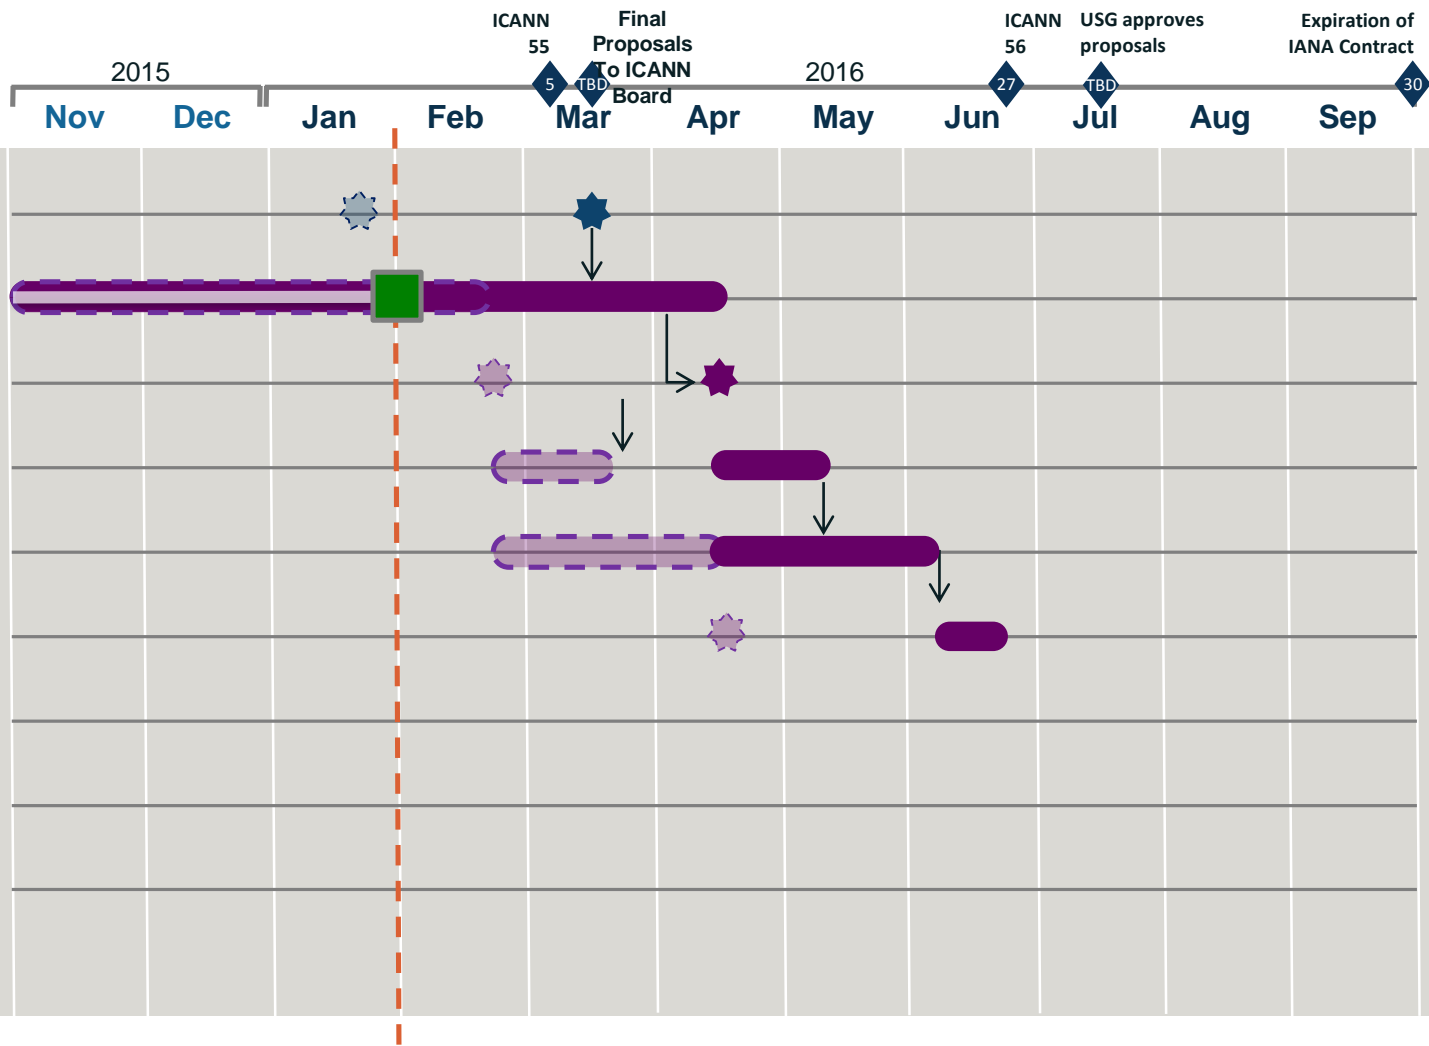 ICANN
55
Final
Proposals
To ICANN
Board
ICANN
56
USG approves
proposals
Expiration of
IANA Contract
2015
2016
5
TBD
27
TBD
30
Nov Dec Jan Feb Mar Apr May Jun Jul Aug Sep